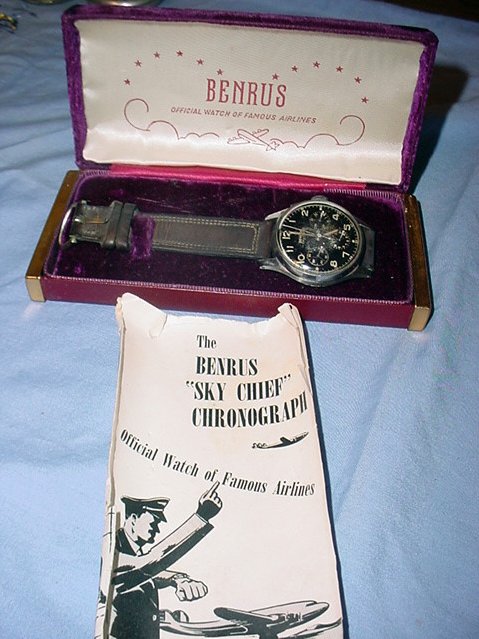 BENRUS
OFFICIAL WATCH OF FAMOUS AIRLINES
The
BENRUS
"SKY CHIEF"
CHRONOGRAPH
Official Watch of Famous Airlines